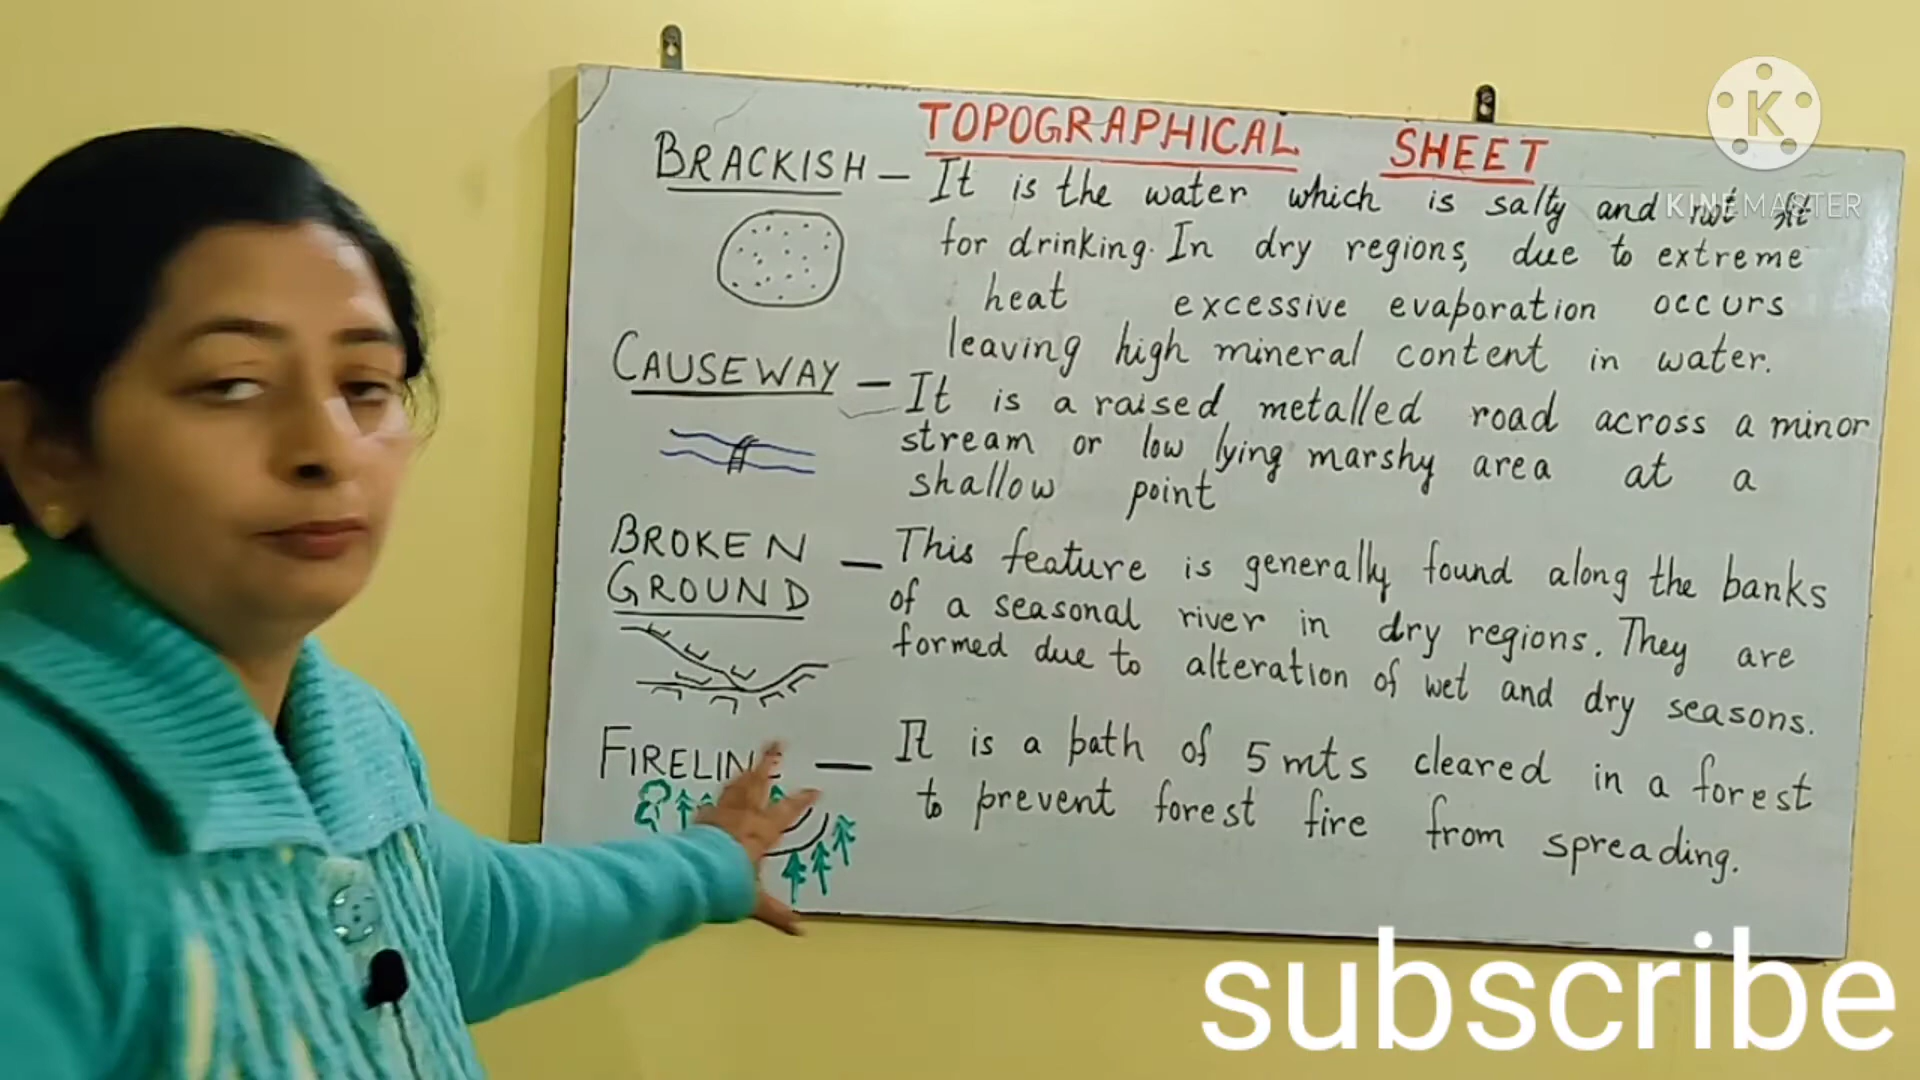 TOPOGRAPHICAL SHEET
BRACKISH – It is the water which is salty and not fit
for drinking. In dry regions, due to extreme
heat excessive evaporation occurs
leaving high mineral content in water.
CAUSEWAY – It is a raised metalled road across a minor
stream or low lying marshy area at a
shallow point
BROKEN
GROUND – This feature is generally found along the banks
of a seasonal river in dry regions. They are
formed due to alteration of wet and dry seasons.
FIRELINE – It is a path of 5 mts cleared in a forest
to prevent forest fire from spreading.
K
KINEMASTER
subscribe